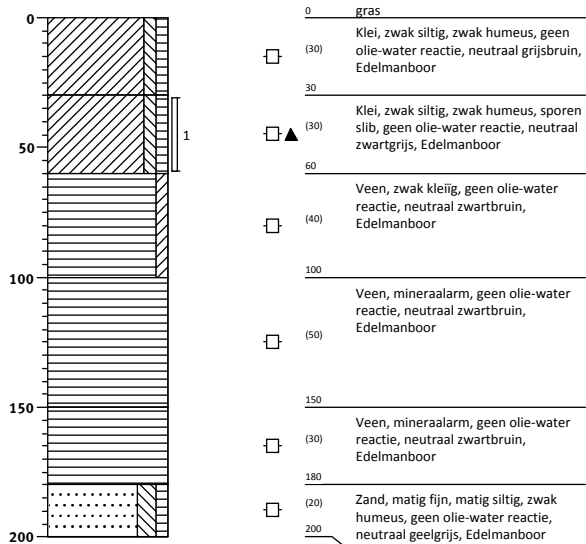 0
50
100
150
200
1
0 gras
(30) Klei, zwak siltig, zwak humeus, geen
olie-water reactie, neutraal grijsbruin,
Edelmanboor
30
(30) Klei, zwak siltig, zwak humeus, sporen
slib, geen olie-water reactie, neutraal
zwartgrijs, Edelmanboor
60
(40) Veen, zwak kleiïg, geen olie-water
reactie, neutraal zwartbruin,
Edelmanboor
100
(50) Veen, mineraalarm, geen olie-water
reactie, neutraal zwartbruin,
Edelmanboor
150
(30) Veen, mineraalarm, geen olie-water
reactie, neutraal zwartbruin,
Edelmanboor
180
(20) Zand, matig fijn, matig siltig, zwak
humeus, geen olie-water reactie,
200 neutraal geelgrijs, Edelmanboor